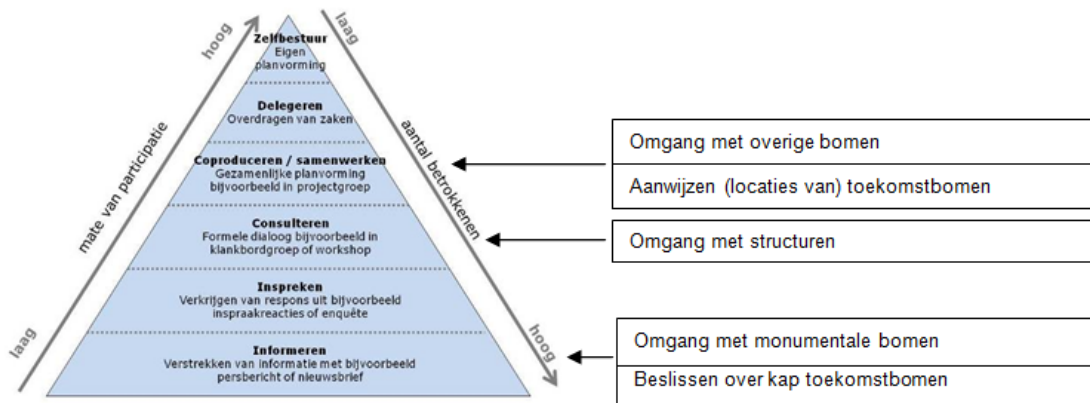 hoog
laag
Zelfbestuur
Eigen
planvorming
Delegeren
Overdragen van zaken
mate van participatie
aantal betrokkenen
Coproduceren / samenwerken
Gezamenlijke planvorming
bijvoorbeeld in projectgroep
Consulteren
Formele dialoog bijvoorbeeld in
klankbordgroep of workshop
Inspreken
Verkrijgen van respons uit bijvoorbeeld
inspraakreacties of enquête
laag
hoog
Informeren
Verstrekken van informatie met bijvoorbeeld
persbericht of nieuwsbrief
Omgang met overige bomen
Aanwijzen (locaties van) toekomstbomen
Omgang met structuren
Omgang met monumentale bomen
Beslissen over kap toekomstbomen